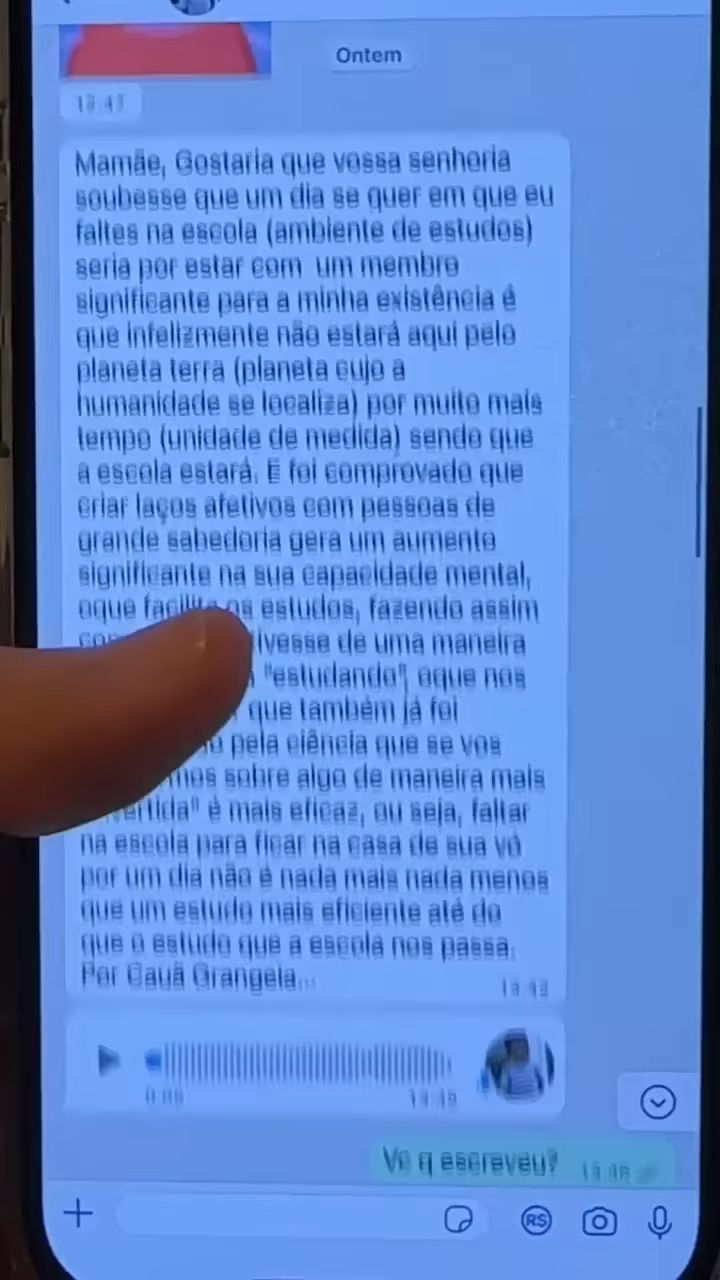 Ontem
13:47
Mamãe, Gostaria que vossa senhoria
soubesse que um dia se quer em que eu
faltes na escola (ambiente de estudos)
seria por estar com um membro
significante para a minha existência é
que infelizmente não estará aqui pelo
planeta terra (planeta cujo a
humanidade se localiza) por muito mais
tempo (unidade de medida) sendo que
a escola estará. E foi comprovado que
criar laços afetivos com pessoas de
grande sabedoria gera um aumento
significante na sua capacidade mental,
oque facilita os estudos, fazendo assim
de uma maneira
"estudando", oque nos
que também já foi
pela ciência que se vos
sobre algo de maneira mais
é mais eficaz, ou seja, faltar
na escola para ficar na casa de sua vó
por um dia não é nada mais nada menos
que um estudo mais eficiente até do
que o estudo que a escola nos passa.
Por Cauã Grangela...
Ve q escreveu?
RS